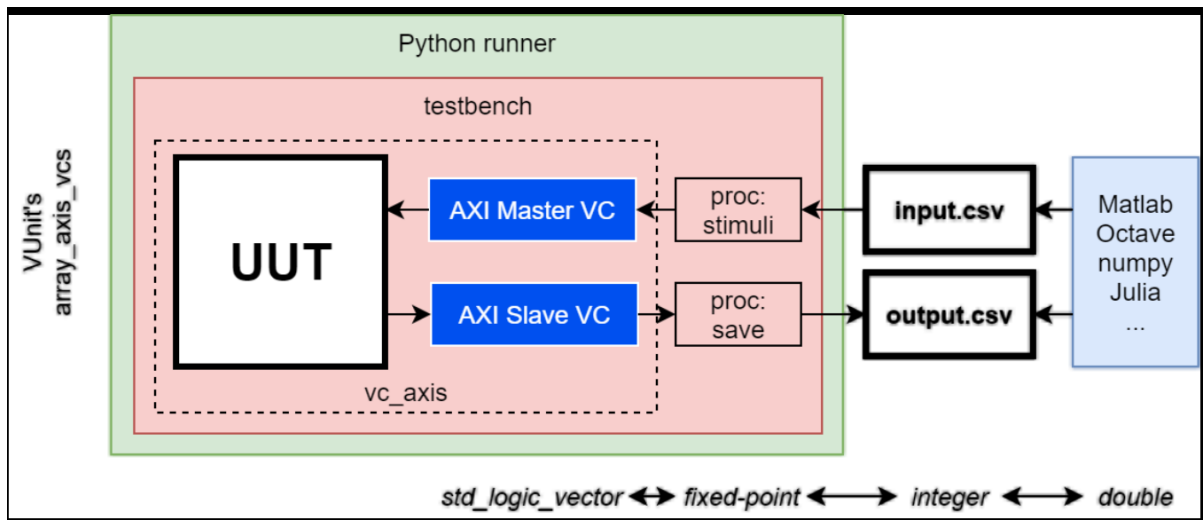 Python runner
testbench
VUnit's
array_axis_vcs
UUT
AXI Master VC
proc:
stimuli
input.csv
Matlab
Octave
numpy
Julia
...
AXI Slave VC
proc:
save
output.csv
vc_axis
std_logic_vector fixed-point integer double